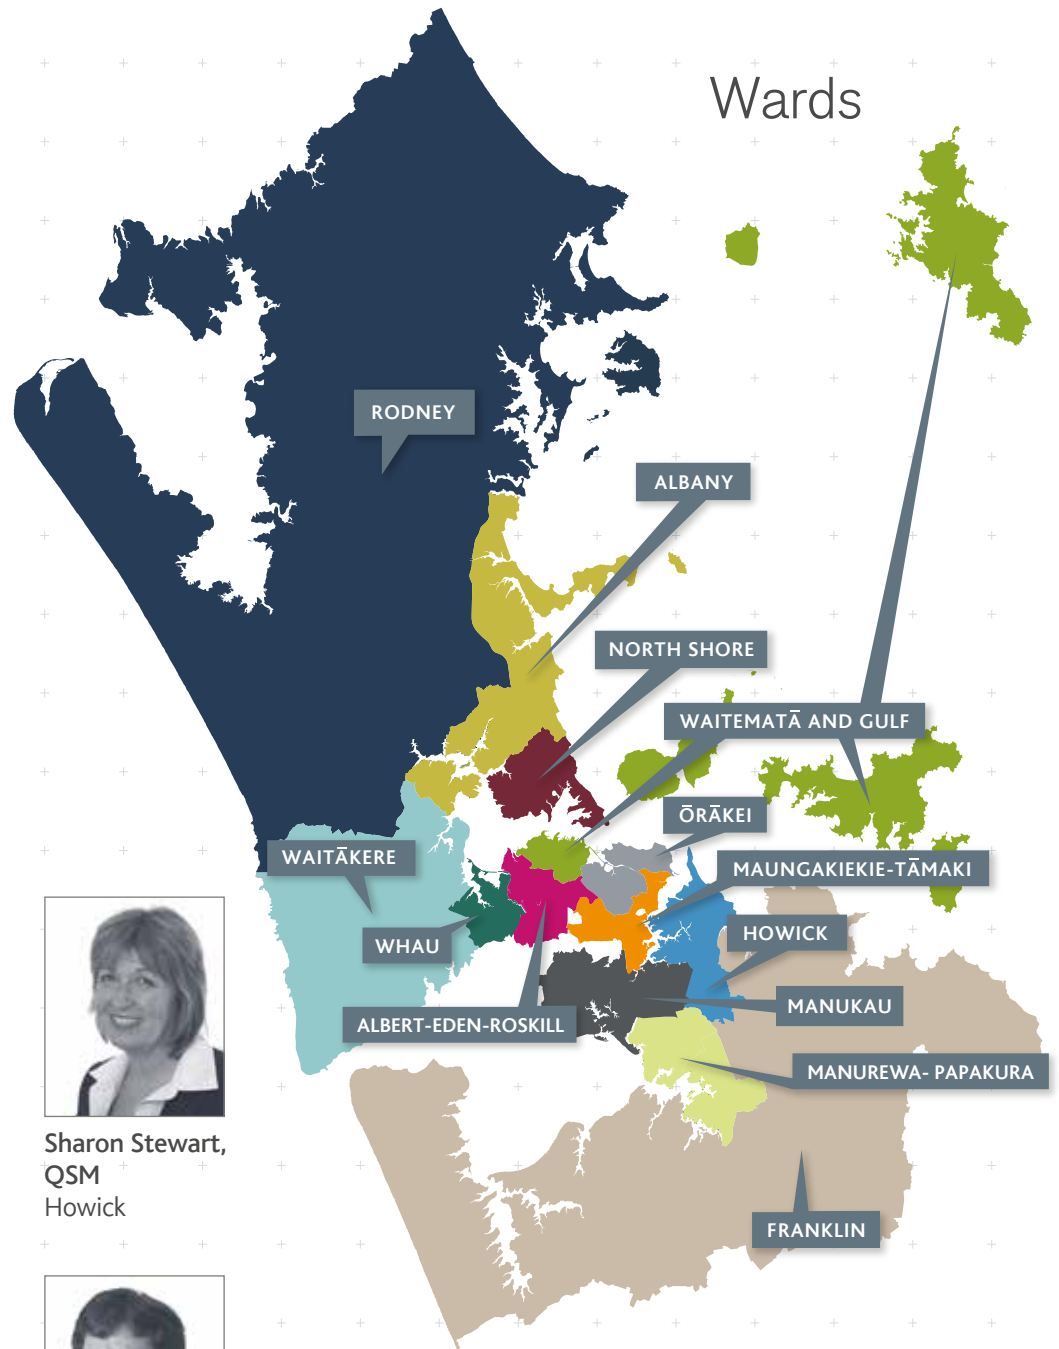 Wards
RODNEY
ALBANY
NORTH SHORE
WAITEMATĀ AND GULF
ŌRĀKEI
WAITĀKERE
MAUNGAKIEKIE-TĀMAKI
WHAU
HOWICK
MANUKAU
ALBERT-EDEN-ROSKILL
MANUREWA- PAPAKURA
FRANKLIN
Sharon Stewart,
QSM
Howick